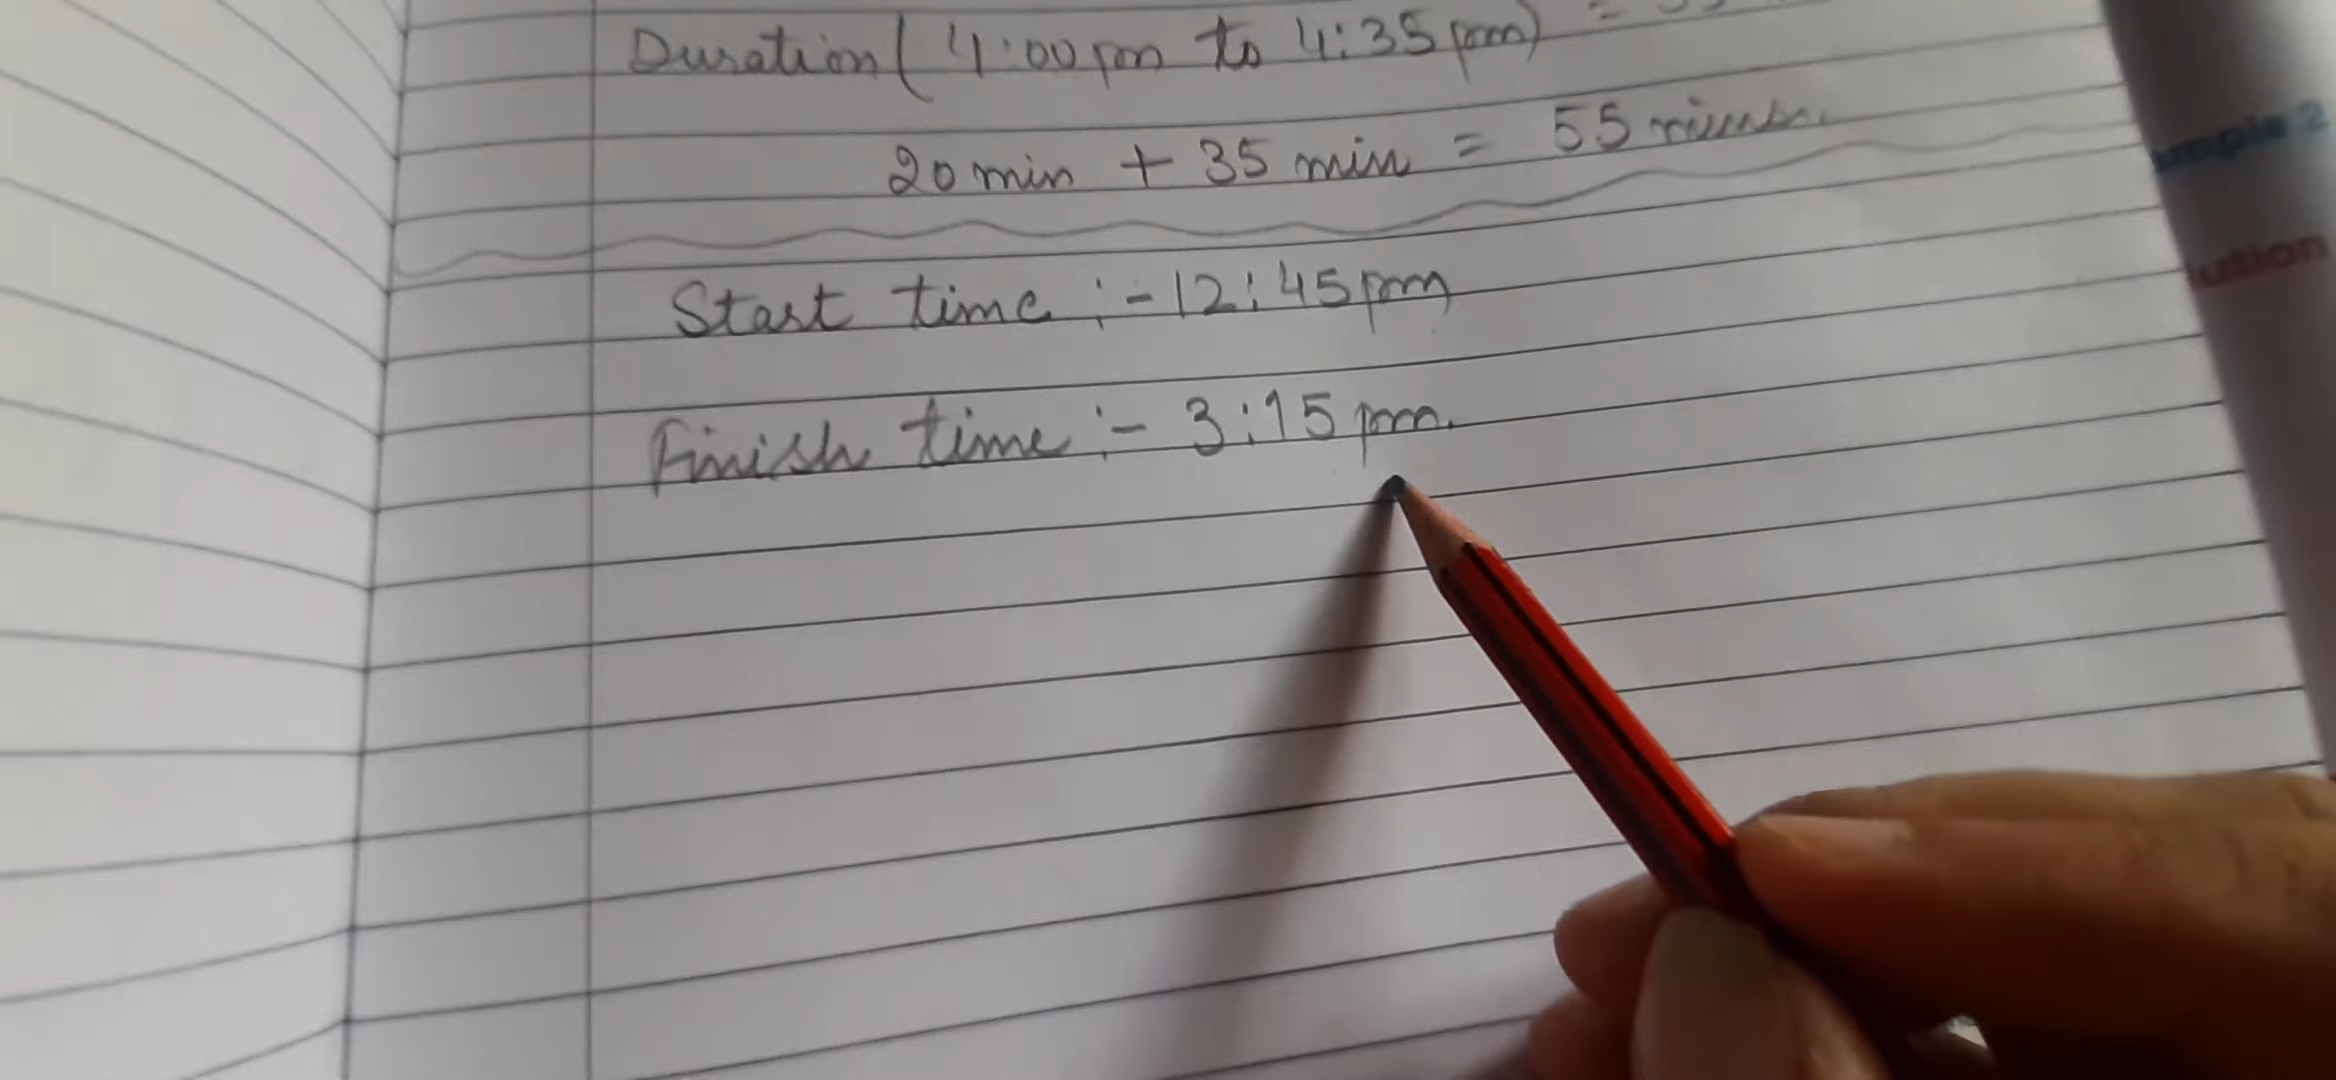 Duration ( 4:00 pm to 4:35 pm) =
20 min + 35 min = 55
Start time :- 12:45 pm
Finish time :- 3:15 pm.